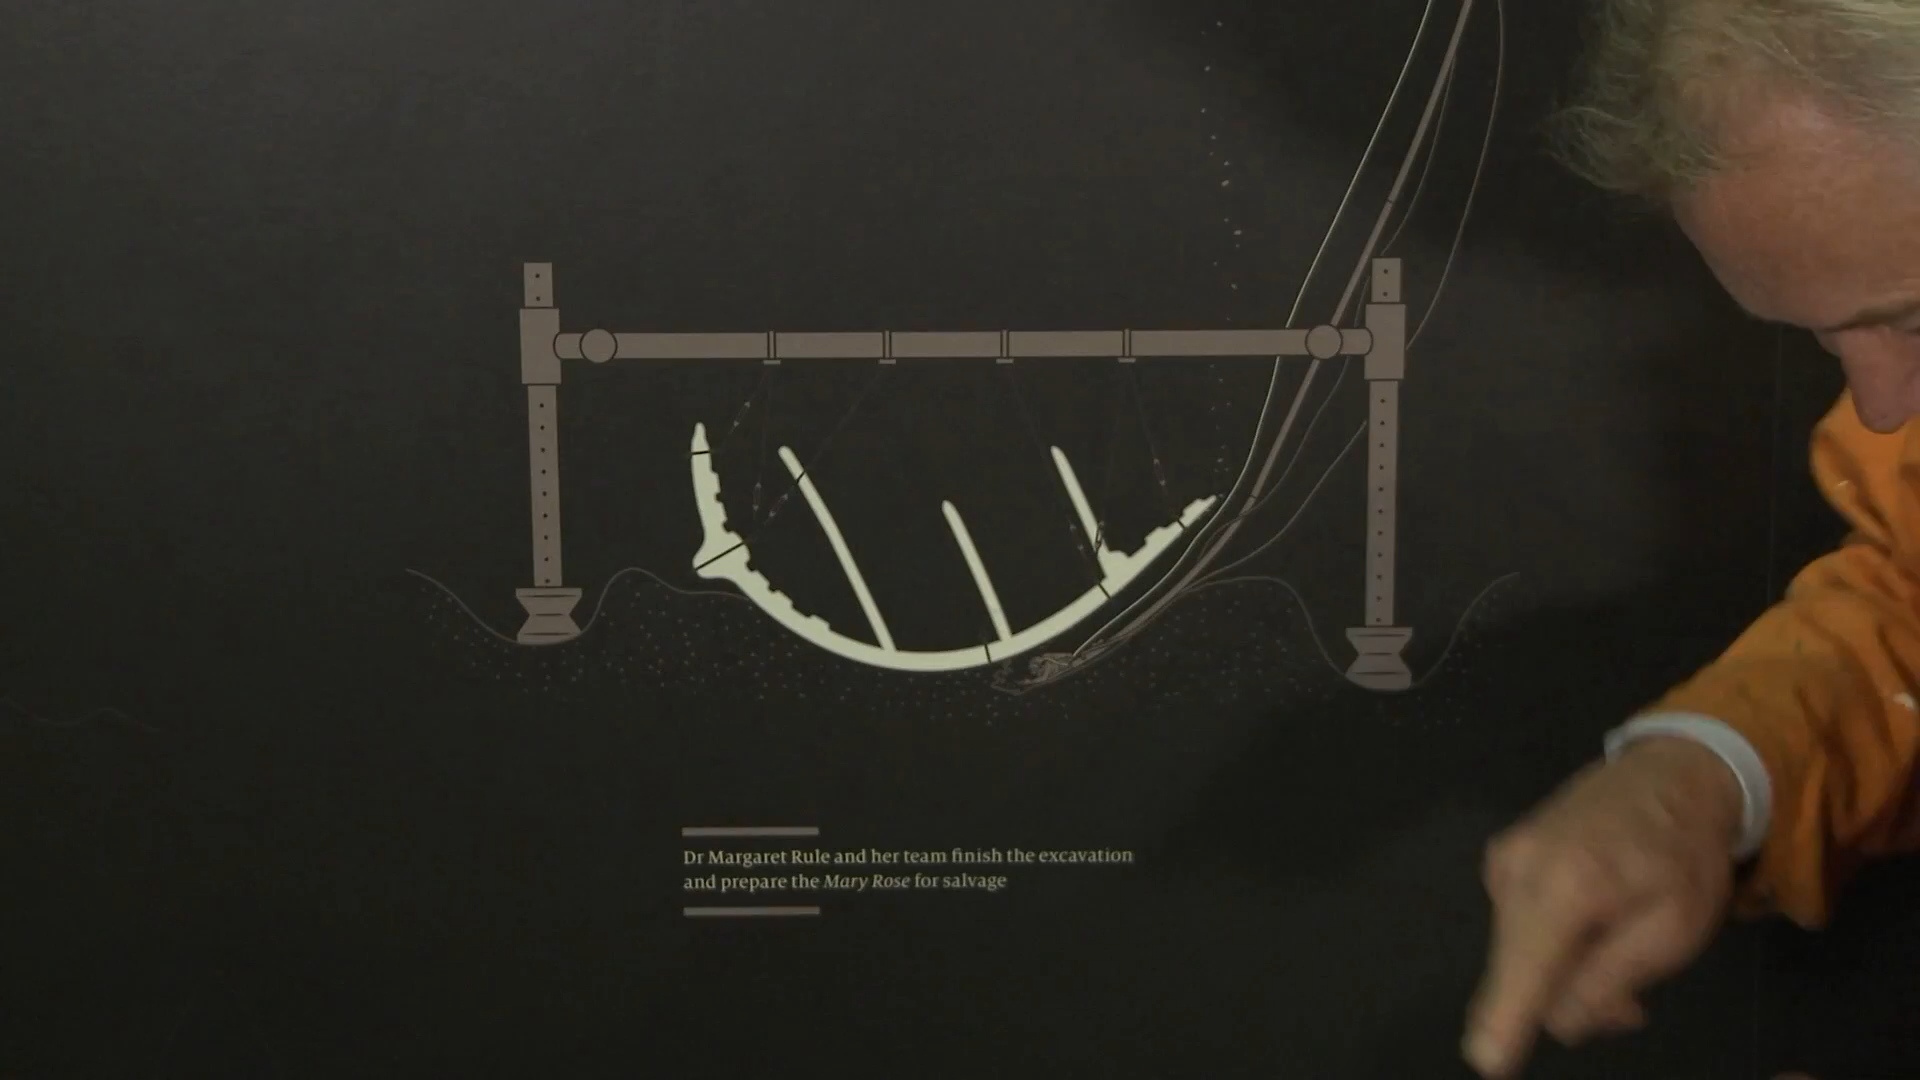 Dr Margaret Rule and her team finish the excavation
and prepare the Mary Rose for salvage